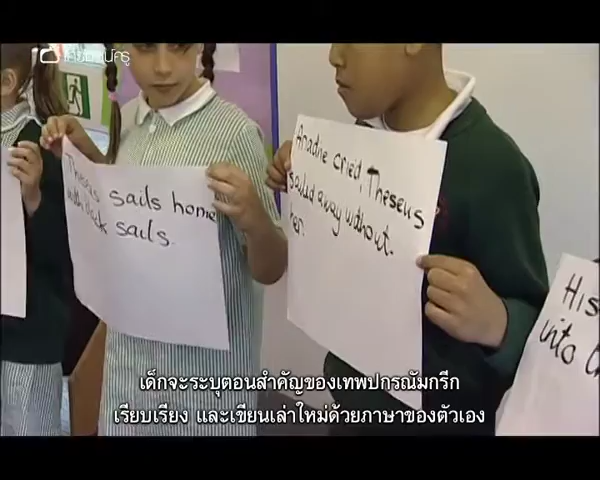 Theseus sails home
with black sails.
Ariadne cried, Theseus
sailed away without
her.
His
into
เด็กจะระบุตอนสำคัญของเทพปกรณัมกรีก
เรียบเรียง และเขียนเล่าใหม่ด้วยภาษาของตัวเอง